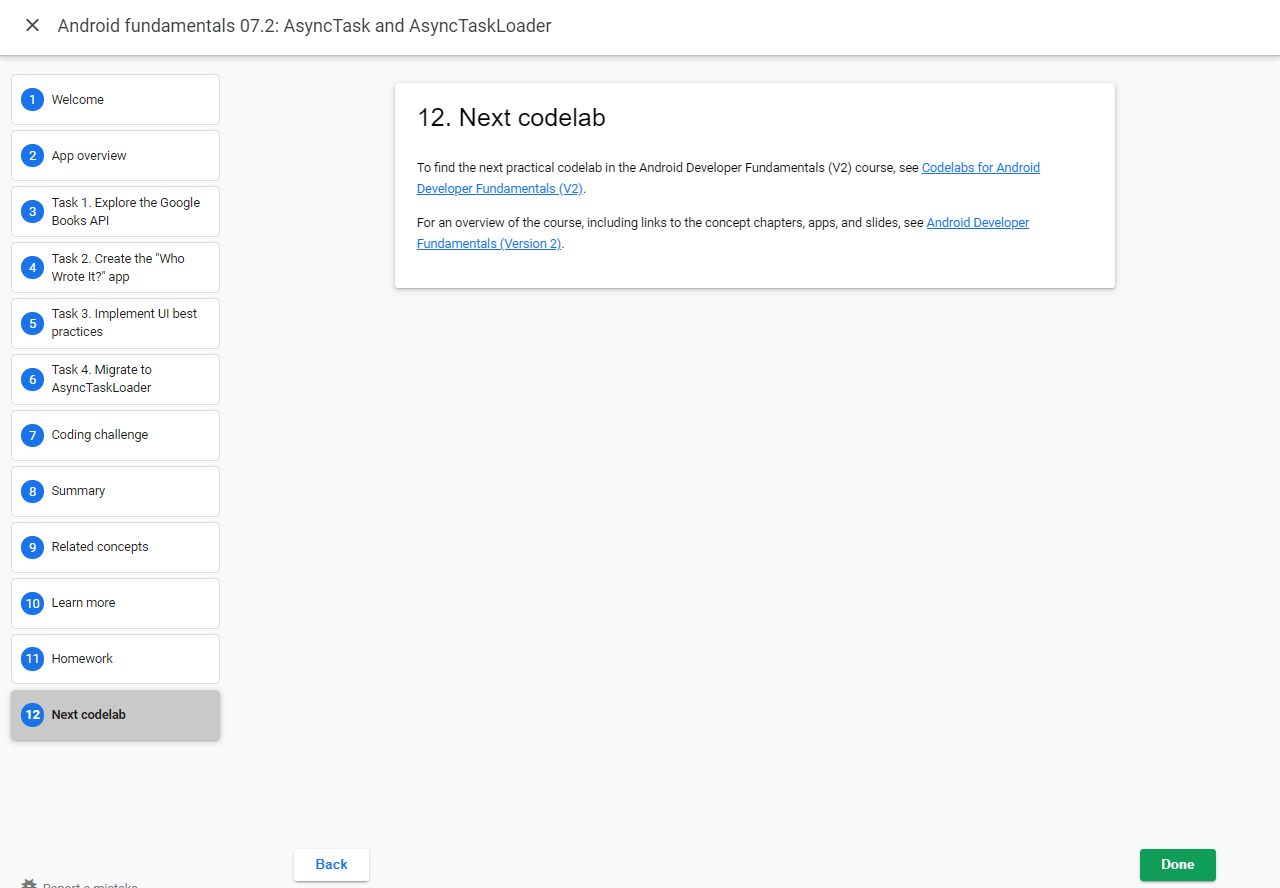 Android fundamentals 07.2: AsyncTask and AsyncTaskLoader
1 Welcome
2 App overview
3 Task 1. Explore the Google
Books API
4 Task 2. Create the "Who
Wrote It?" app
5 Task 3. Implement UI best
practices
6 Task 4. Migrate to
AsyncTaskLoader
7 Coding challenge
8 Summary
9 Related concepts
10 Learn more
11 Homework
12 Next codelab
12. Next codelab
To find the next practical codelab in the Android Developer Fundamentals (V2) course, see Codelabs for Android
Developer Fundamentals (V2).
For an overview of the course, including links to the concept chapters, apps, and slides, see Android Developer
Fundamentals (Version 2).
Back
Done
Report a mistake